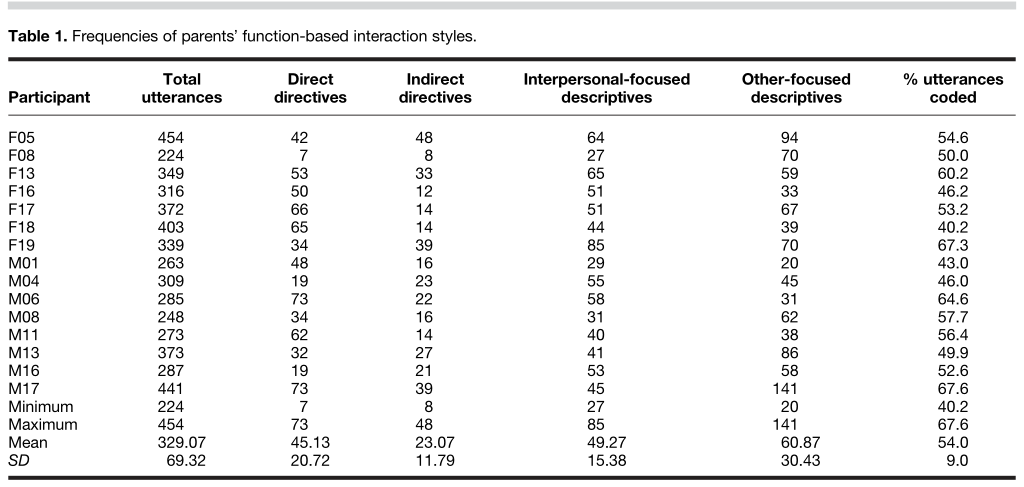 Table 1. Frequencies of parents' function-based interaction styles.
Participant Total utterances Direct directives Indirect directives Interpersonal-focused descriptives Other-focused descriptives % utterances coded
F05 454 42 48 64 94 54.6
F08 224 7 8 27 70 50.0
F13 349 53 33 65 59 60.2
F16 316 50 12 51 33 46.2
F17 372 66 14 51 67 53.2
F18 403 65 14 44 39 40.2
F19 339 34 39 85 70 67.3
M01 263 48 16 29 20 43.0
M04 309 19 23 55 45 46.0
M06 285 73 22 58 31 64.6
M08 248 34 16 31 62 57.7
M11 273 62 14 40 38 56.4
M13 373 32 27 41 86 49.9
M16 287 19 21 53 58 52.6
M17 441 73 39 45 141 67.6
Minimum 224 7 8 27 20 40.2
Maximum 454 73 48 85 141 67.6
Mean 329.07 45.13 23.07 49.27 60.87 54.0
SD 69.32 20.72 11.79 15.38 30.43 9.0